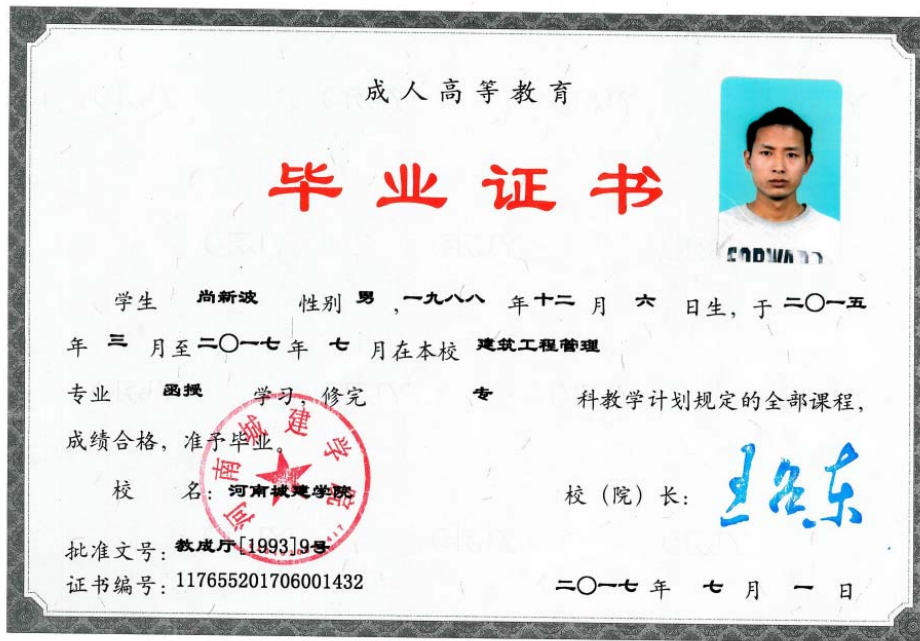 成人高等教育
毕业证书
FORWARD
学生 尚新波 性别 男 ,一九八八 年 十二 月 六 日生, 于 二〇一五
年 三 月至 二〇一七 年 七 月在本校 建筑工程管理
专业 函授 学习, 修完 专 科教学计划规定的全部课程,
成绩合格, 准予毕业。
河南城建学院
校 名: 河南城建学院
校 (院) 长:
批准文号: 教成厅[1993]9号
证书编号: 117655201706001432
二〇一七 年 七 月 一 日